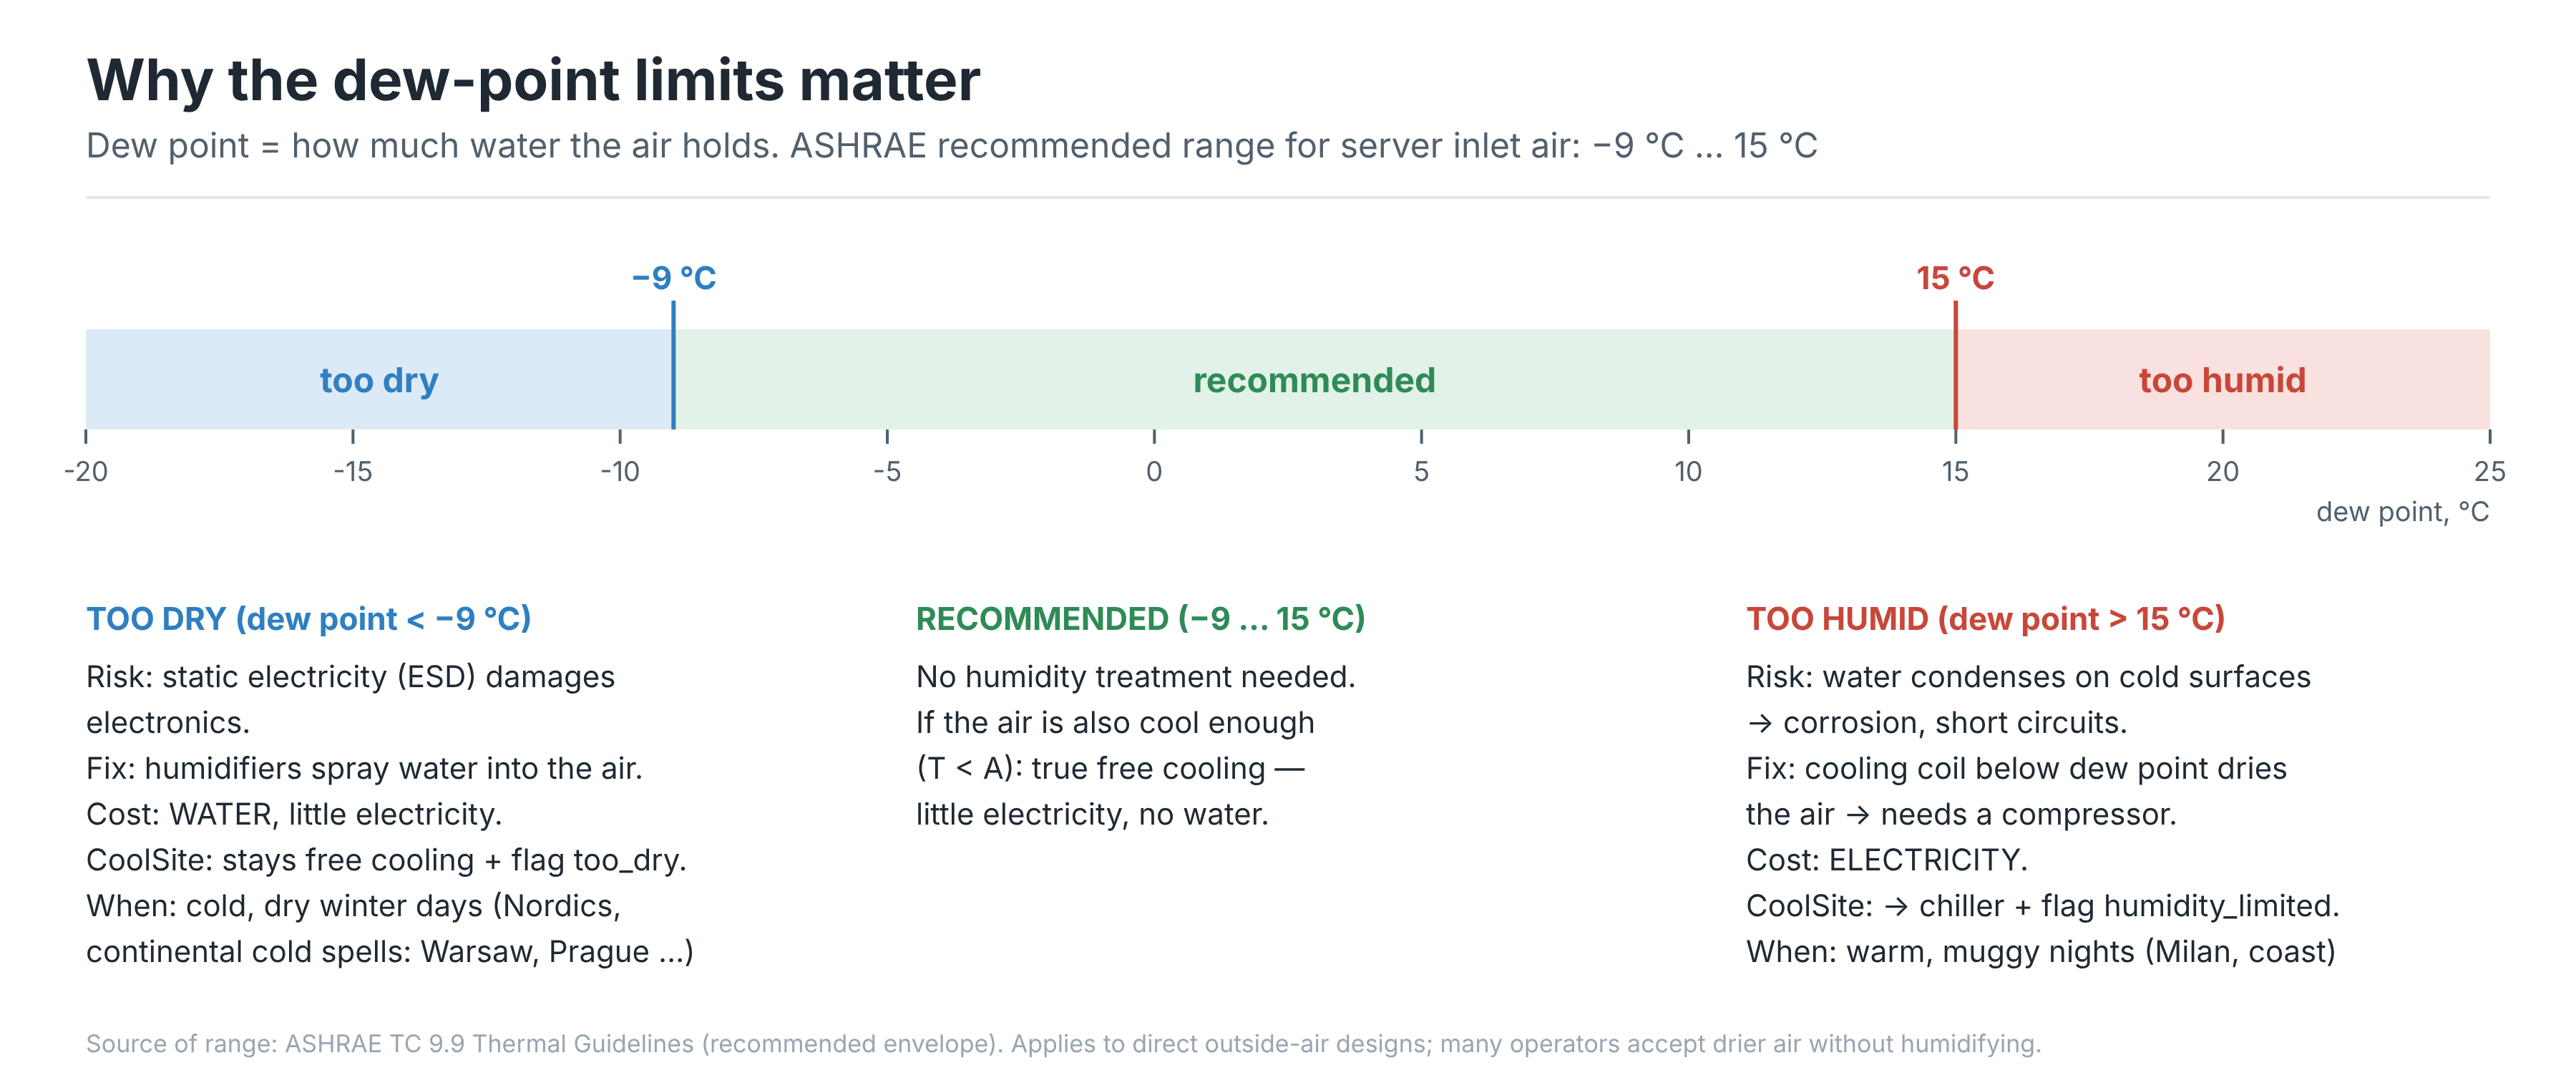 Why the dew-point limits matter
Dew point = how much water the air holds. ASHRAE recommended range for server inlet air: −9 °C ... 15 °C
−9 °C
15 °C
too dry
recommended
too humid
-20
-15
-10
-5
0
5
10
15
20
25
dew point, °C
TOO DRY (dew point < −9 °C)
Risk: static electricity (ESD) damages
electronics.
Fix: humidifiers spray water into the air.
Cost: WATER, little electricity.
CoolSite: stays free cooling + flag too_dry.
When: cold, dry winter days (Nordics,
continental cold spells: Warsaw, Prague ...)
RECOMMENDED (−9 ... 15 °C)
No humidity treatment needed.
If the air is also cool enough
(T < A): true free cooling —
little electricity, no water.
TOO HUMID (dew point > 15 °C)
Risk: water condenses on cold surfaces
→ corrosion, short circuits.
Fix: cooling coil below dew point dries
the air → needs a compressor.
Cost: ELECTRICITY.
CoolSite: → chiller + flag humidity_limited.
When: warm, muggy nights (Milan, coast)
Source of range: ASHRAE TC 9.9 Thermal Guidelines (recommended envelope). Applies to direct outside-air designs; many operators accept drier air without humidifying.